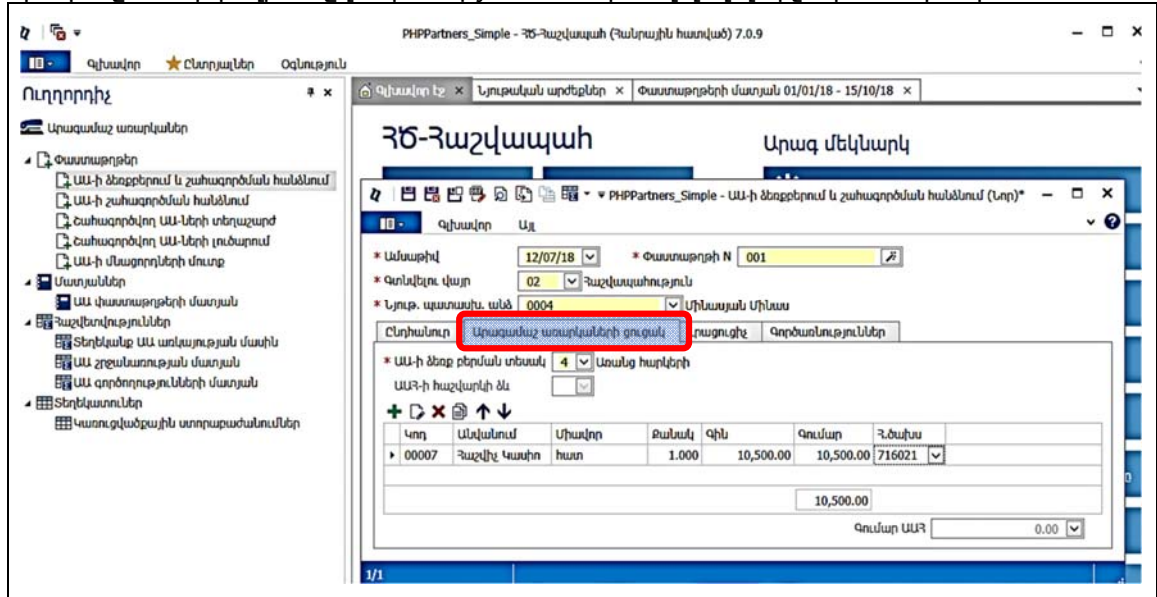 PHPPartners_Simple - ՀԾ-Հաշվապահ (Հանրային հատված) 7.0.9
Գլխավոր Ընտրյալներ Օգնություն
Ուղղորդիչ
Արագամաշ առարկաներ
Փաստաթղթեր
ԱԱ-ի ձեռքբերում և շահագործման հանձնում
ԱԱ-ի շահագործման հանձնում
Շահագործվող ԱԱ-ների տեղաշարժ
Շահագործվող ԱԱ-ների լուծարում
ԱԱ-ի մնացորդների մուտք
Մատյաններ
ԱԱ փաստաթղթերի մատյան
Հաշվետվություններ
Տեղեկանք ԱԱ առկայության մասին
ԱԱ շրջանառության մատյան
ԱԱ գործողությունների մատյան
Տեղեկատուներ
Կառուցվածքային ստորաբաժանումներ
Գլխավոր էջ Նյութական արժեքներ Փաստաթղթերի մատյան 01/01/18 - 15/10/18
ՀԾ-Հաշվապահ Արագ մեկնարկ
PHPPartners_Simple - ԱԱ-ի ձեռքբերում և շահագործման հանձնում (Նոր)*
Գլխավոր Այլ
* Ամսաթիվ 12/07/18 * Փաստաթղթի N 001
* Գտնվելու վայր 02 Հաշվապահություն
* Նյութ. պատասխ. անձ 0004 Մինասյան Մինաս
Ընդհանուր Արագամաշ առարկաների ցուցակ Լրացուցիչ Գործառնություններ
* ԱԱ-ի ձեռք բերման տեսակ 4 Առանց հարկերի
ԱԱՀ-ի հաշվարկի ձև
Կոդ Անվանում Միավոր Քանակ Գին Գումար Հ.ծախս
00007 Հաշվիչ Կասիո հատ 1.000 10,500.00 10,500.00 716021
10,500.00
Գումար ԱԱՀ 0.00
1/1